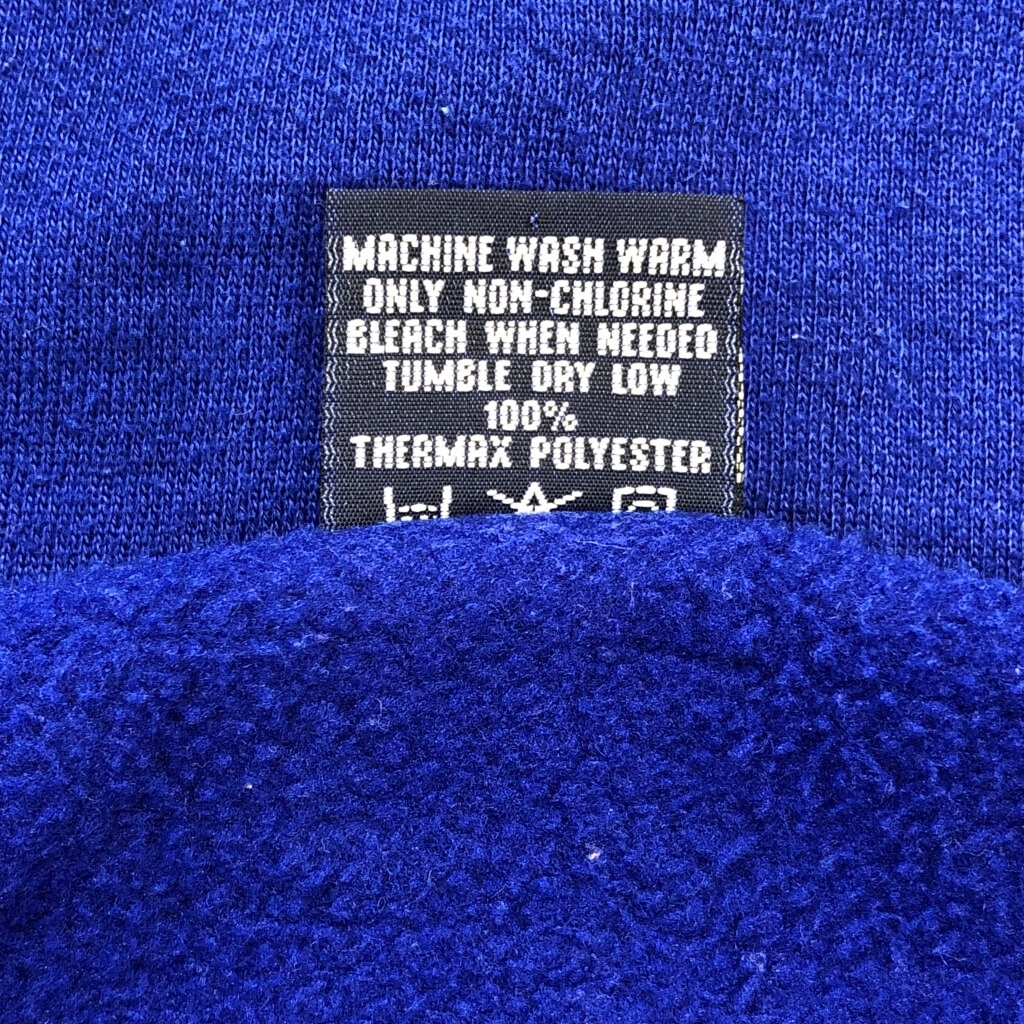 MACHINE WASH WARM
ONLY NON-CHLORINE
BLEACH WHEN NEEDED
TUMBLE DRY LOW
100%
THERMAX POLYESTER